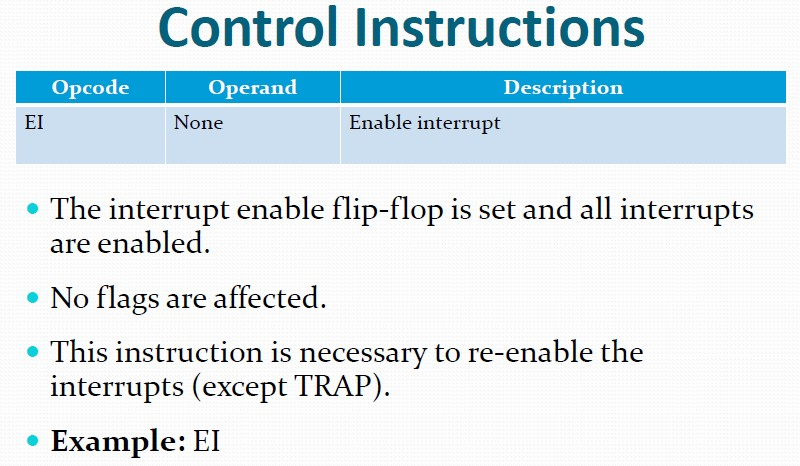 Control Instructions
Opcode Operand Description
EI None Enable interrupt
• The interrupt enable flip-flop is set and all interrupts
are enabled.
• No flags are affected.
• This instruction is necessary to re-enable the
interrupts (except TRAP).
• Example: EI